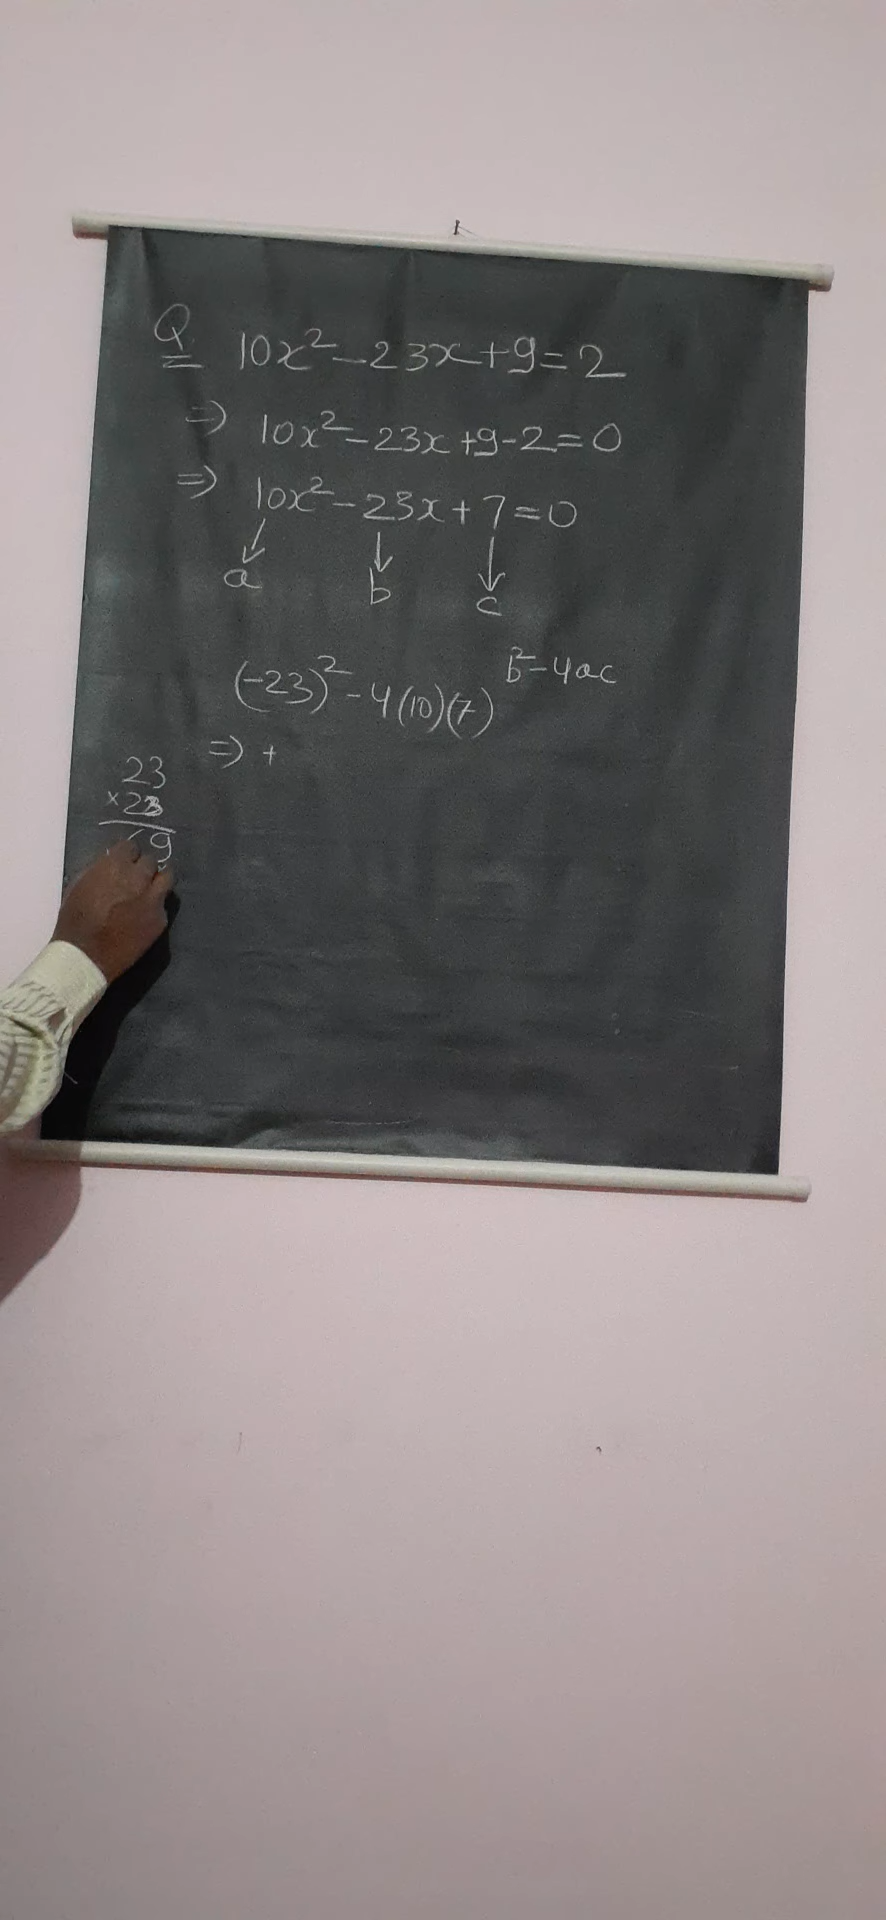 Q 10x²-23x+9=2
⇒ 10x²-23x+9-2=0
⇒ 10x²-23x+7=0
a b c
b²-4ac
(-23)²-4(10)(7)
⇒ +
23
×23
69